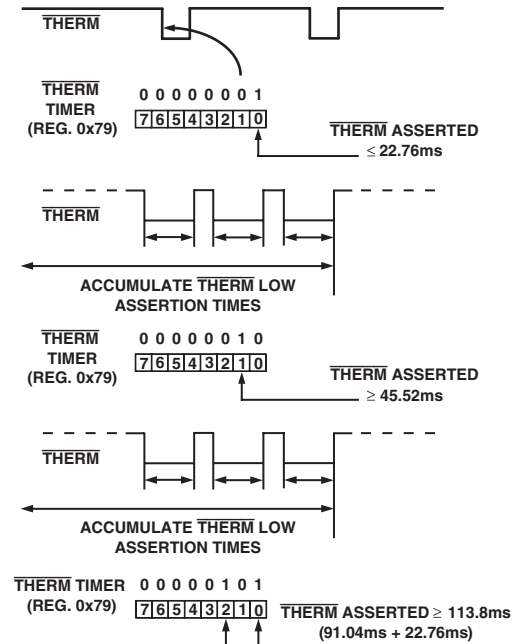 THERM
THERM
TIMER
(REG. 0x79)
0 0 0 0 0 0 0 1
7 6 5 4 3 2 1 0
THERM ASSERTED
≤ 22.76ms
THERM
ACCUMULATE THERM LOW
ASSERTION TIMES
THERM
TIMER
(REG. 0x79)
0 0 0 0 0 0 1 0
7 6 5 4 3 2 1 0
THERM ASSERTED
≥ 45.52ms
THERM
ACCUMULATE THERM LOW
ASSERTION TIMES
THERM TIMER
(REG. 0x79)
0 0 0 0 0 1 0 1
7 6 5 4 3 2 1 0
THERM ASSERTED ≥ 113.8ms
(91.04ms + 22.76ms)